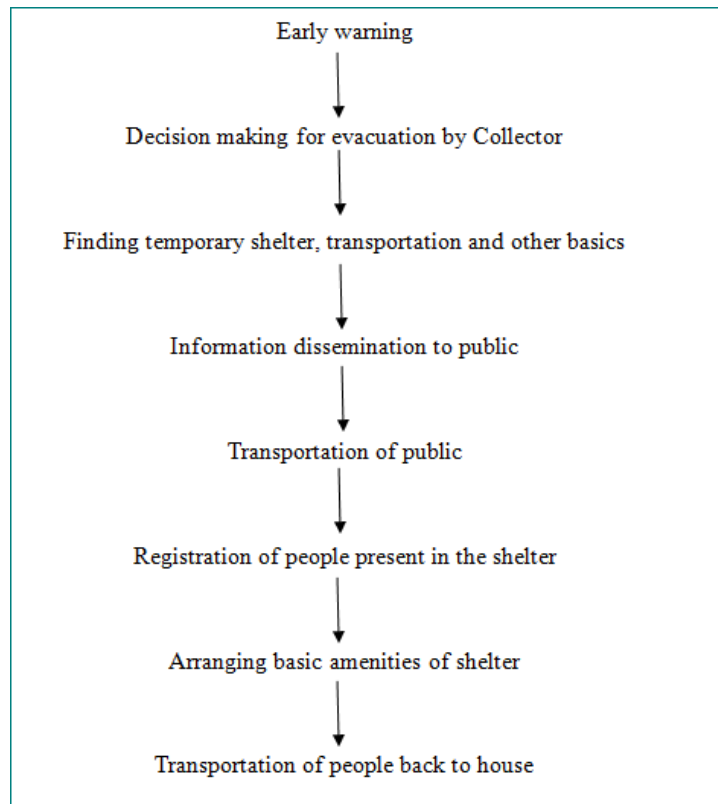 Early warning
Decision making for evacuation by Collector
Finding temporary shelter, transportation and other basics
Information dissemination to public
Transportation of public
Registration of people present in the shelter
Arranging basic amenities of shelter
Transportation of people back to house